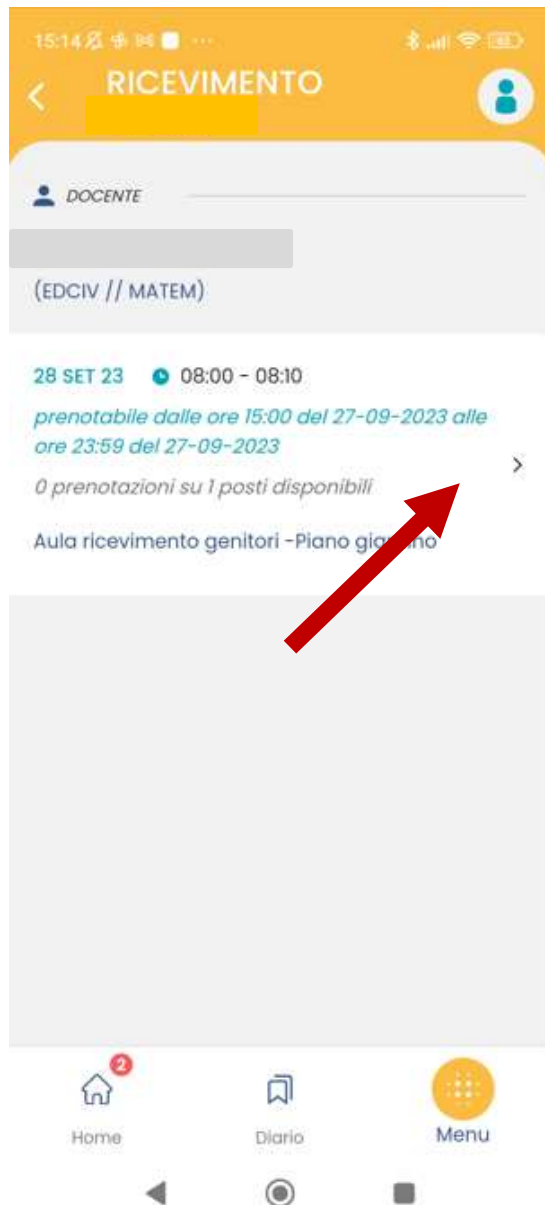 15:14
RICEVIMENTO
DOCENTE
(EDCIV // MATEM)
28 SET 23 08:00 - 08:10
prenotabile dalle ore 15:00 del 27-09-2023 alle
ore 23:59 del 27-09-2023
0 prenotazioni su 1 posti disponibili
Aula ricevimento genitori -Piano
2
Home Diario Menu